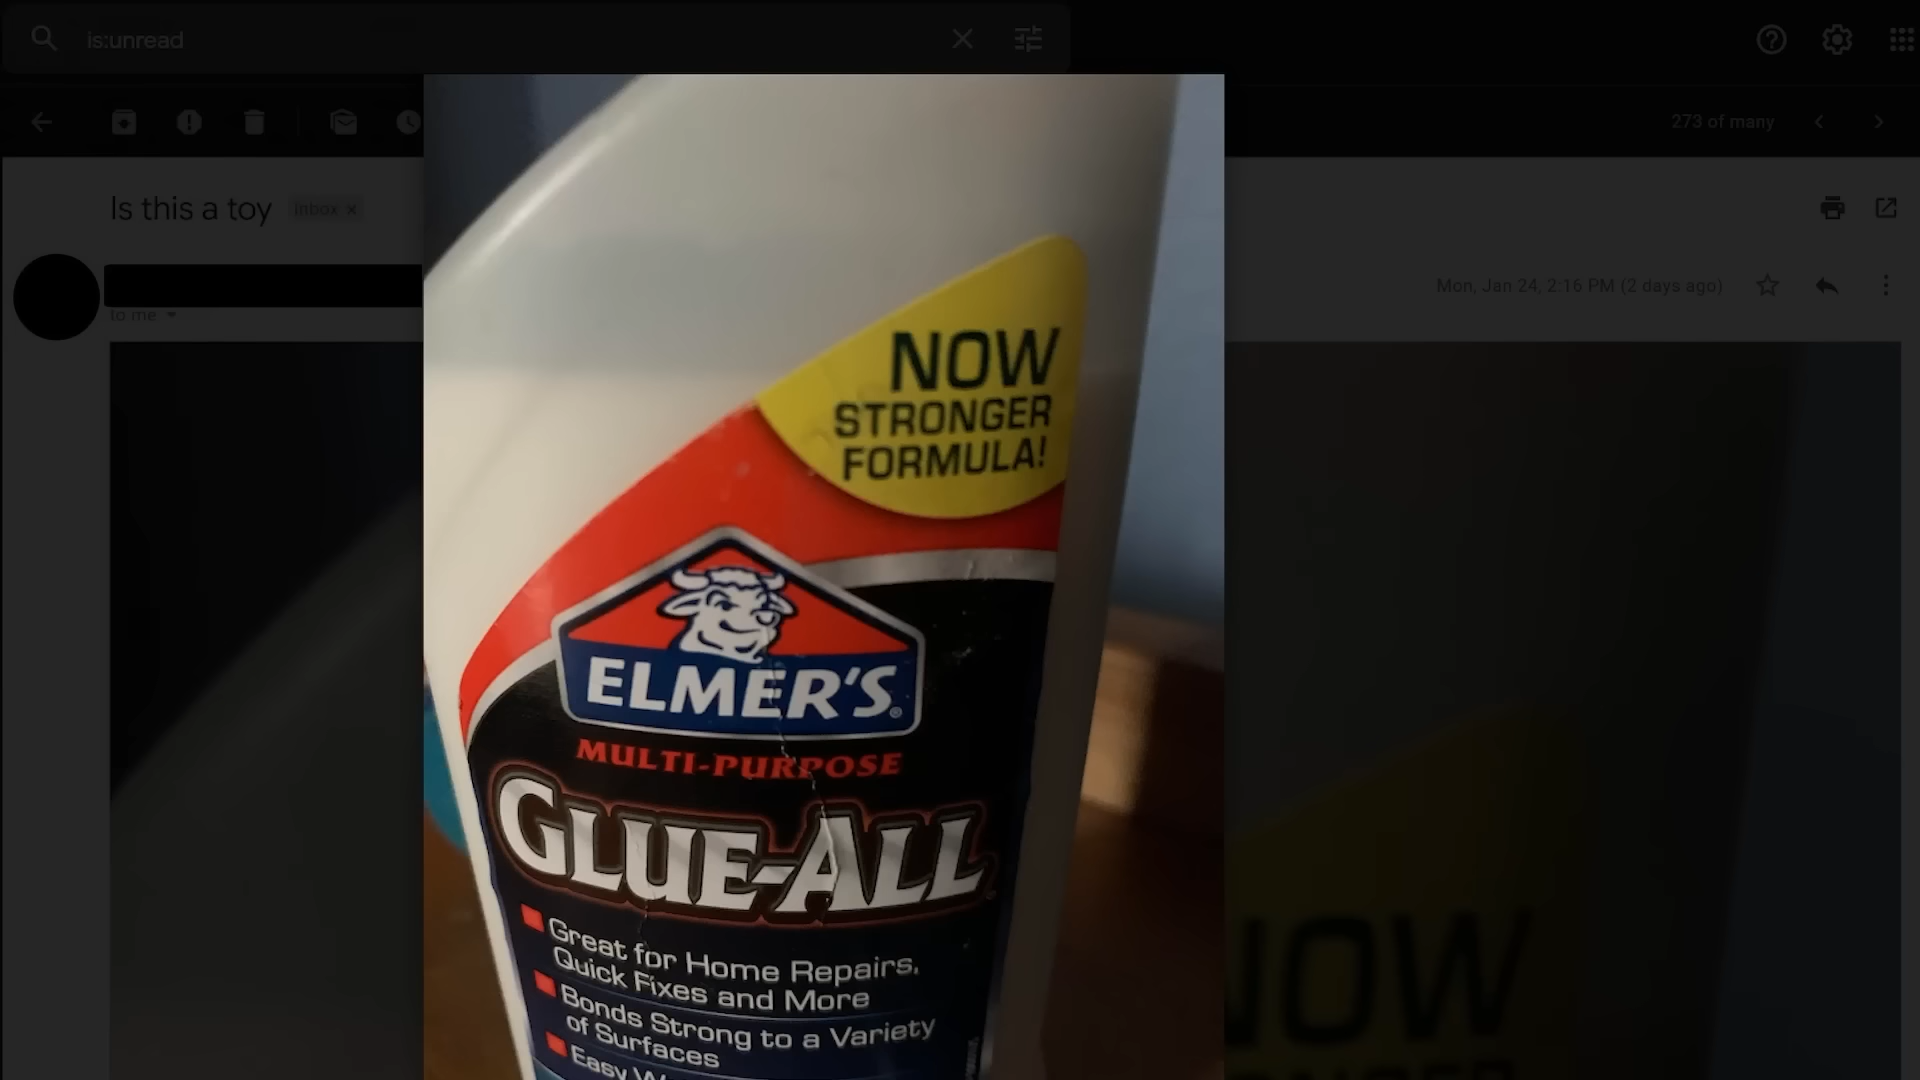 is:unread
273 of many
Is this a toy
Inbox x
Mon, Jan 24, 2:16 PM (2 days ago)
to me
NOW
STRONGER
FORMULA!
ELMER'S®
MULTI-PURPOSE
GLUE-ALL
Great for Home Repairs,
Quick Fixes and More
Bonds Strong to a Variety
of Surfaces
Easy
NOW